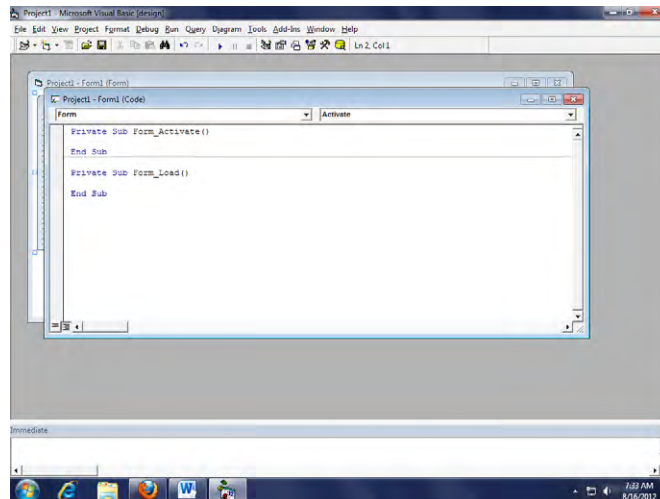 Project1 - Microsoft Visual Basic [design]
File Edit View Project Format Debug Run Query Diagram Tools Add-Ins Window Help
Ln 2, Col 1
Project1 - Form1 (Form)
Project1 - Form1 (Code)
Form Activate
Private Sub Form_Activate()
End Sub
Private Sub Form_Load()
End Sub
Immediate
W
7:33 AM
8/16/2012